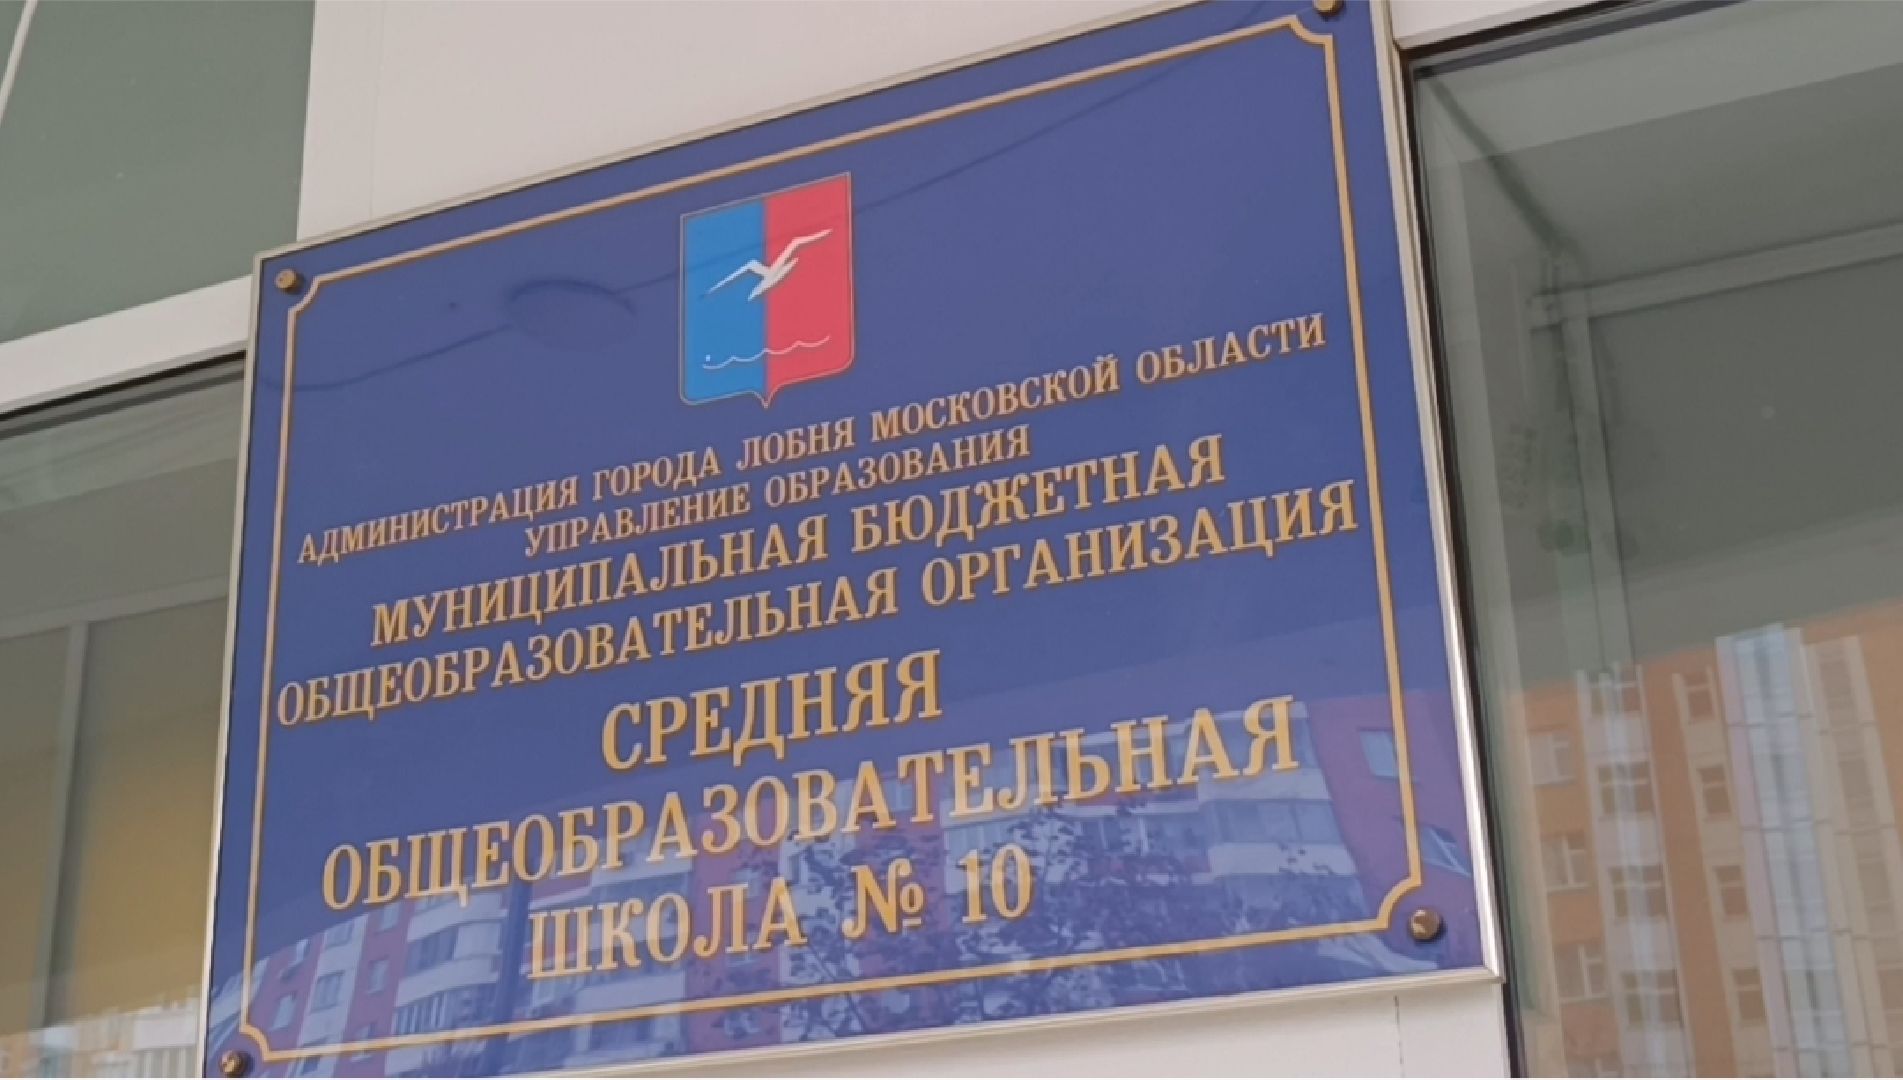 АДМИНИСТРАЦИЯ ГОРОДА ЛОБНЯ МОСКОВСКОЙ ОБЛАСТИ
УПРАВЛЕНИЕ ОБРАЗОВАНИЯ
МУНИЦИПАЛЬНАЯ БЮДЖЕТНАЯ
ОБЩЕОБРАЗОВАТЕЛЬНАЯ ОРГАНИЗАЦИЯ
СРЕДНЯЯ
ОБЩЕОБРАЗОВАТЕЛЬНАЯ
ШКОЛА № 10